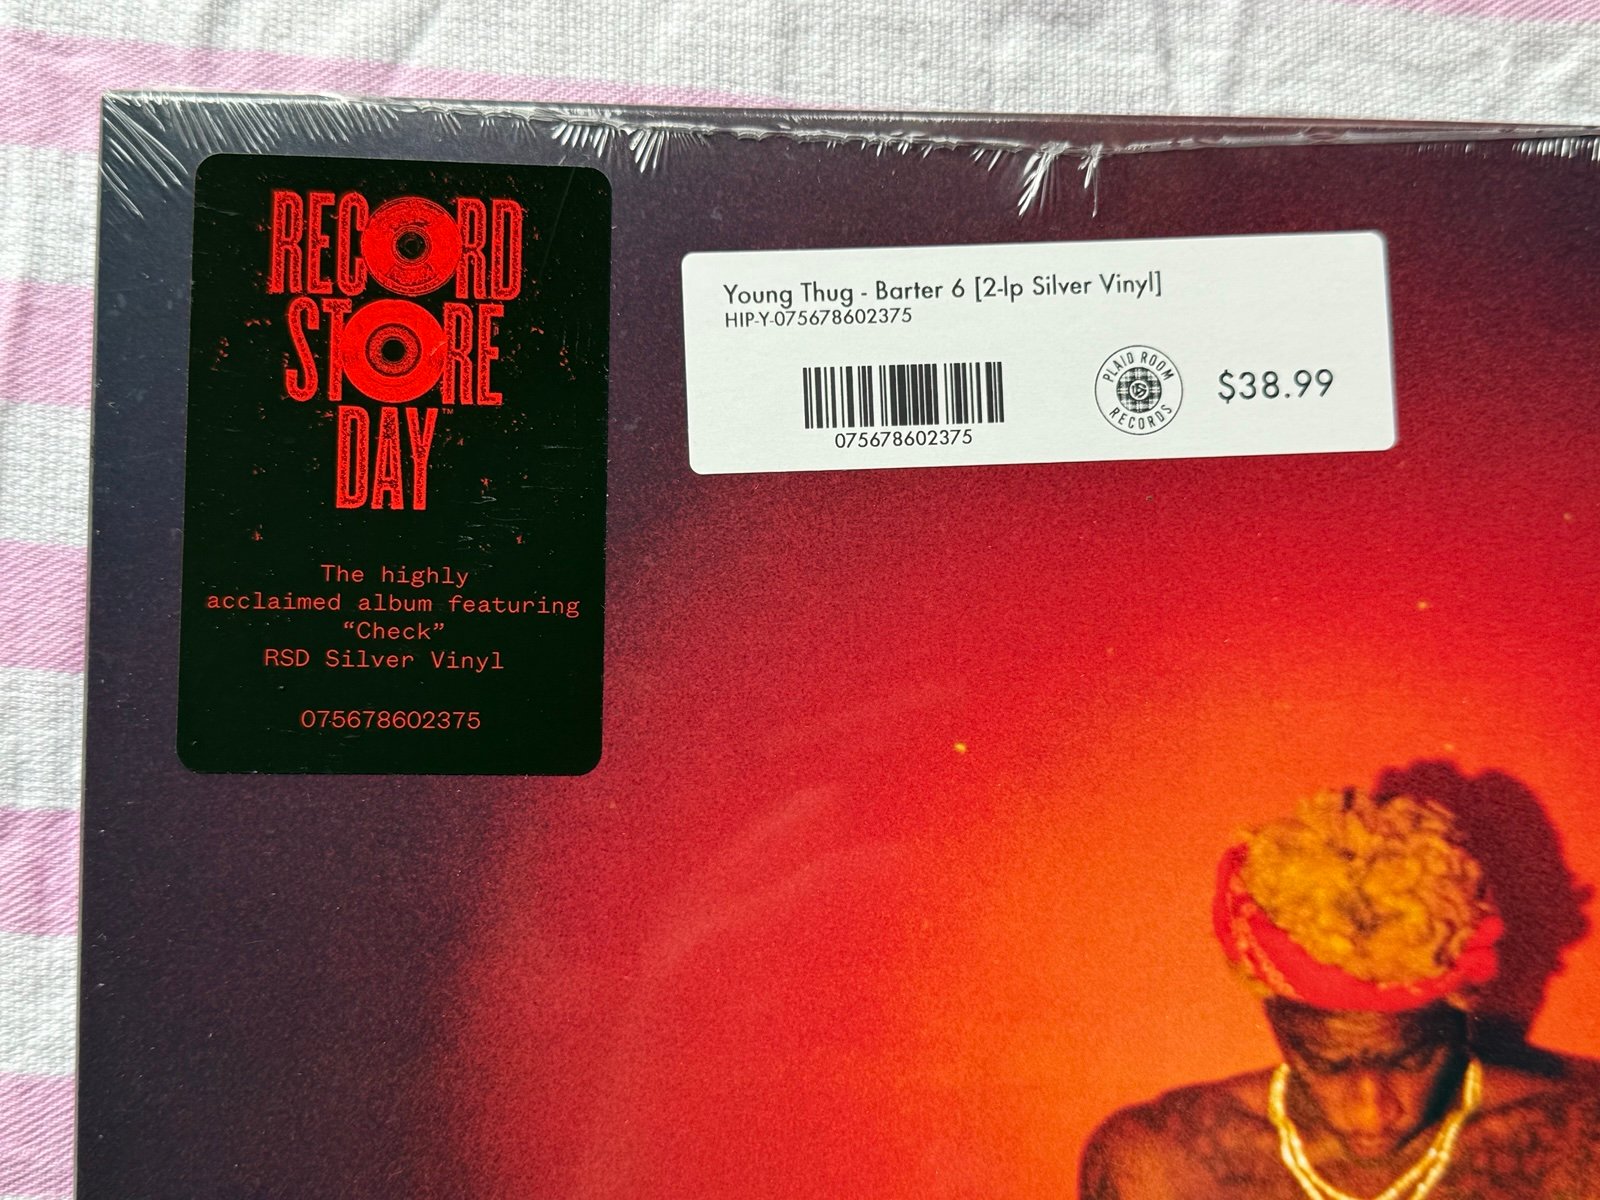 RECORD
STORE
DAY™
The highly
acclaimed album featuring
“Check”
RSD Silver Vinyl
075678602375
Young Thug - Barter 6 [2-lp Silver Vinyl]
HIP-Y-075678602375
075678602375
PLAID ROOM
RECORDS
$38.99